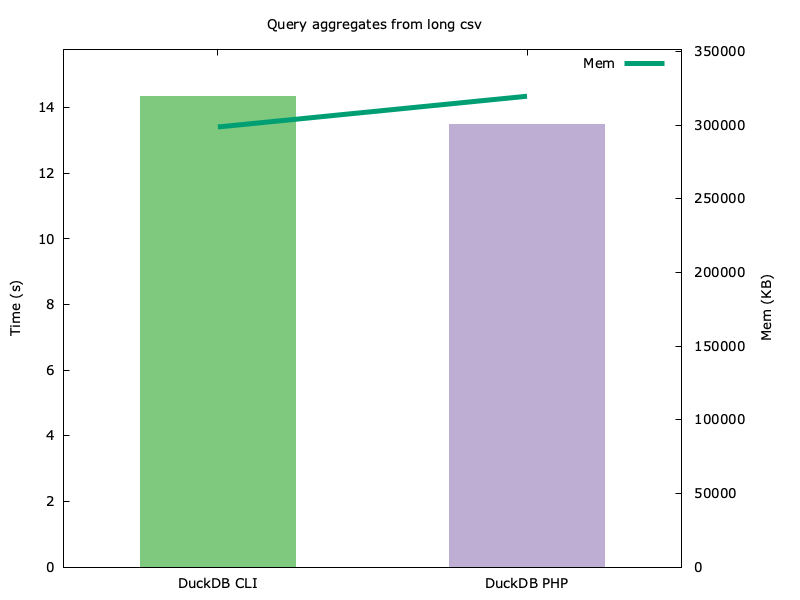 Query aggregates from long csv
Mem
Time (s)
14
12
10
8
6
4
2
0
350000
300000
250000
200000
150000
100000
50000
0
Mem (KB)
DuckDB CLI
DuckDB PHP